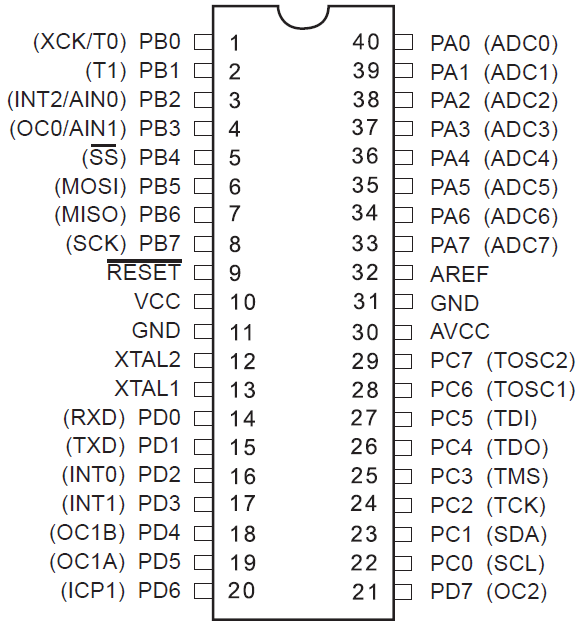 (XCK/T0) PB0 1 40 PA0 (ADC0)
(T1) PB1 2 39 PA1 (ADC1)
(INT2/AIN0) PB2 3 38 PA2 (ADC2)
(OC0/AIN1) PB3 4 37 PA3 (ADC3)
(S̅S̅) PB4 5 36 PA4 (ADC4)
(MOSI) PB5 6 35 PA5 (ADC5)
(MISO) PB6 7 34 PA6 (ADC6)
(SCK) PB7 8 33 PA7 (ADC7)
R̅E̅S̅E̅T̅ 9 32 AREF
VCC 10 31 GND
GND 11 30 AVCC
XTAL2 12 29 PC7 (TOSC2)
XTAL1 13 28 PC6 (TOSC1)
(RXD) PD0 14 27 PC5 (TDI)
(TXD) PD1 15 26 PC4 (TDO)
(INT0) PD2 16 25 PC3 (TMS)
(INT1) PD3 17 24 PC2 (TCK)
(OC1B) PD4 18 23 PC1 (SDA)
(OC1A) PD5 19 22 PC0 (SCL)
(ICP1) PD6 20 21 PD7 (OC2)